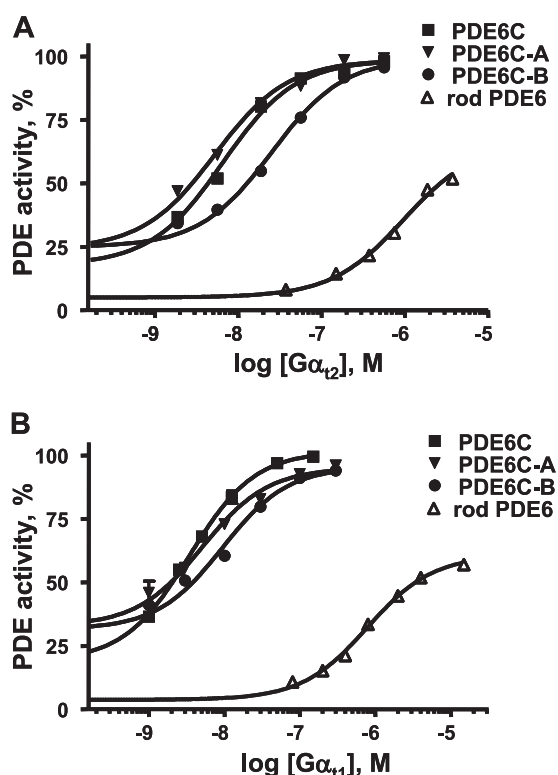 A
PDE6C
PDE6C-A
PDE6C-B
rod PDE6
PDE activity, %
100
75
50
25
0
-9 -8 -7 -6 -5
log [Gαt2], M
B
PDE6C
PDE6C-A
PDE6C-B
rod PDE6
PDE activity, %
100
75
50
25
0
-9 -8 -7 -6 -5
log [Gαt1], M